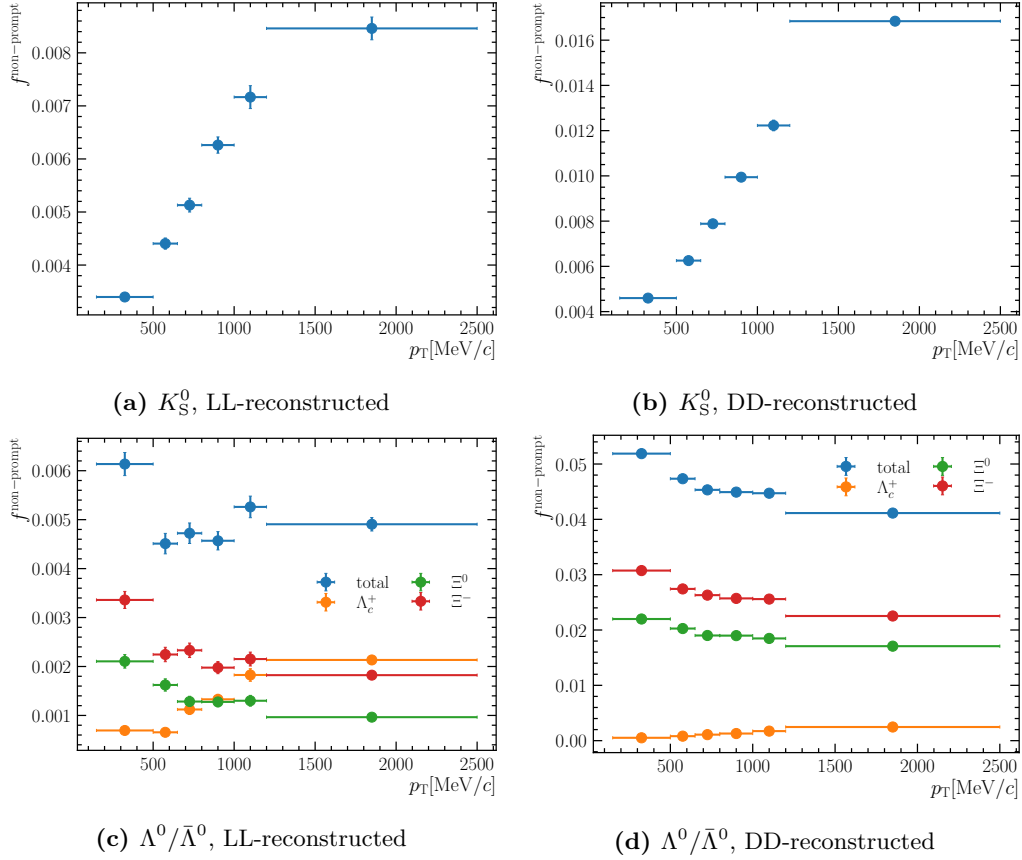 f^non−prompt
0.008
0.007
0.006
0.005
0.004
500 1000 1500 2000 2500
p_T[MeV/c]
(a) K_S^0, LL-reconstructed
f^non−prompt
0.016
0.014
0.012
0.010
0.008
0.006
0.004
500 1000 1500 2000 2500
p_T[MeV/c]
(b) K_S^0, DD-reconstructed
f^non−prompt
0.006
0.005
0.004
0.003
0.002
0.001
total Ξ^0
Λ_c^+ Ξ^−
500 1000 1500 2000 2500
p_T[MeV/c]
(c) Λ^0/Λ̄^0, LL-reconstructed
f^non−prompt
0.05
0.04
0.03
0.02
0.01
0.00
total Ξ^0
Λ_c^+ Ξ^−
500 1000 1500 2000 2500
p_T[MeV/c]
(d) Λ^0/Λ̄^0, DD-reconstructed